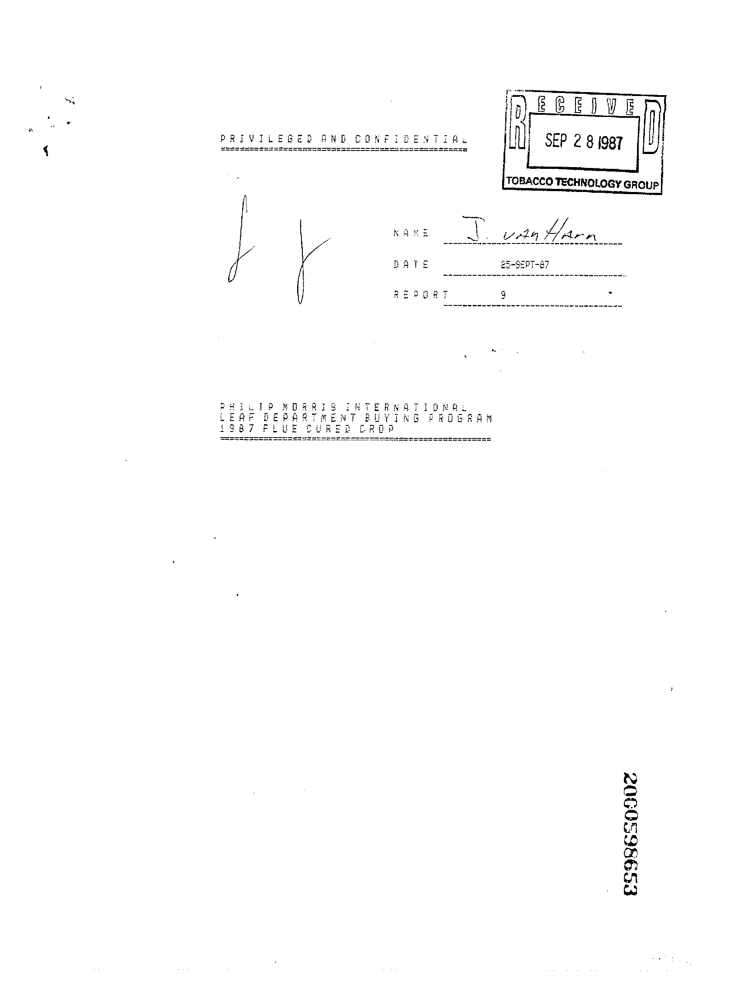 PRIVILEGED AND CONFIDENTIAL
RECEIVED
SEP 28 1987
TOBACCO TECHNOLOGY GROUP
NAME J. van Harn
DATE 25-SEPT-87
REPORT 9
PHILIP MORRIS INTERNATIONAL
LEAF DEPARTMENT BUYING PROGRAM
1987 FLUE CURED CROP
2000598653